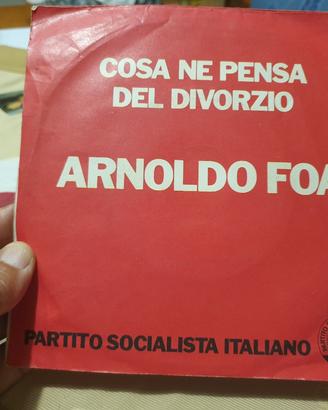 COSA NE PENSA
DEL DIVORZIO
ARNOLDO FOA
PARTITO SOCIALISTA ITALIANO